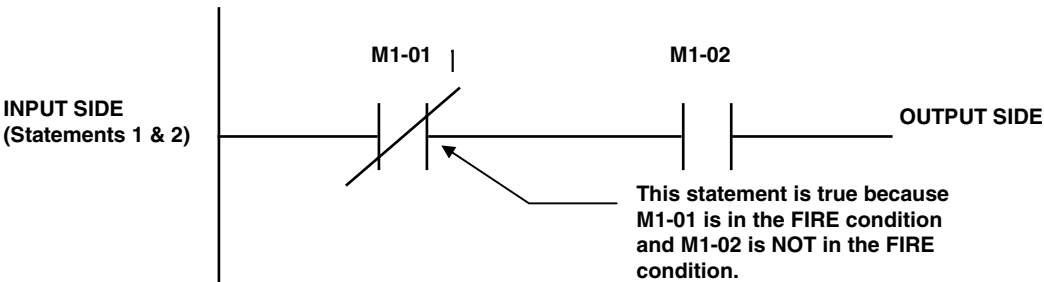 M1-01
M1-02
INPUT SIDE
(Statements 1 & 2)
OUTPUT SIDE
This statement is true because
M1-01 is in the FIRE condition
and M1-02 is NOT in the FIRE
condition.